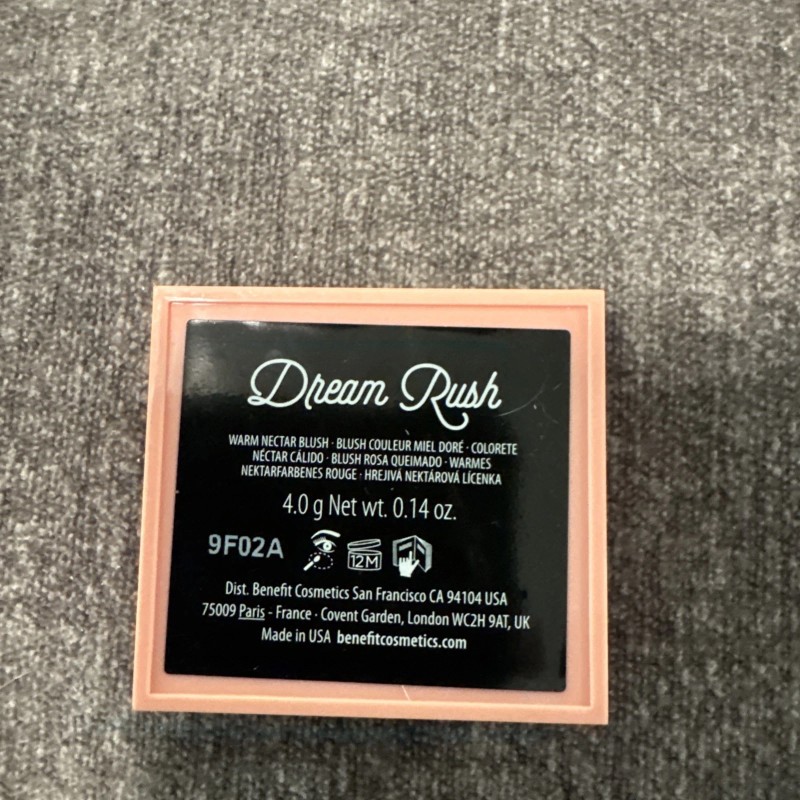 Dream Rush
WARM NECTAR BLUSH · BLUSH COULEUR MIEL DORÉ · COLORETE
NÉCTAR CÁLIDO · BLUSH ROSA QUEIMADO · WARMES
NEKTARFARBENES ROUGE · HREJIVÁ NEKTÁROVÁ LÍCENKA
4.0 g Net wt. 0.14 oz.
9F02A 12M
Dist. Benefit Cosmetics San Francisco CA 94104 USA
75009 Paris - France · Covent Garden, London WC2H 9AT, UK
Made in USA benefitcosmetics.com